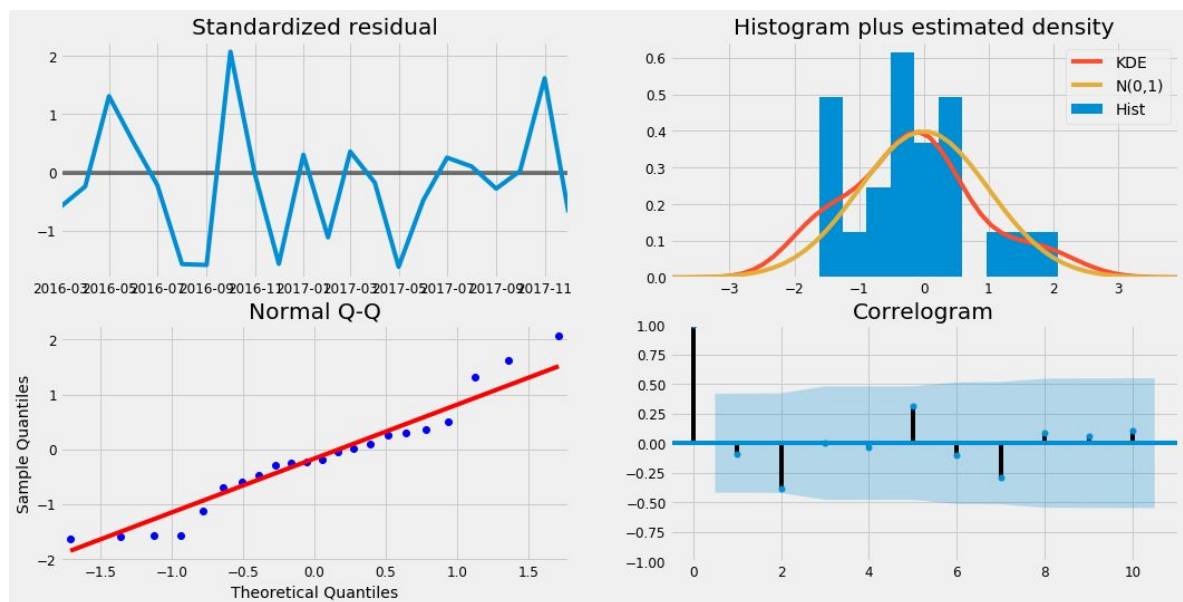 Standardized residual
2
1
0
−1
2016-03 2016-05 2016-07 2016-09 2016-11 2017-01 2017-03 2017-05 2017-07 2017-09 2017-11
Histogram plus estimated density
KDE
N(0,1)
Hist
0.6
0.5
0.4
0.3
0.2
0.1
0.0
−3 −2 −1 0 1 2 3
Normal Q-Q
Sample Quantiles
2
1
0
−1
−2
−1.5 −1.0 −0.5 0.0 0.5 1.0 1.5
Theoretical Quantiles
Correlogram
1.00
0.75
0.50
0.25
0.00
−0.25
−0.50
−0.75
−1.00
0 2 4 6 8 10